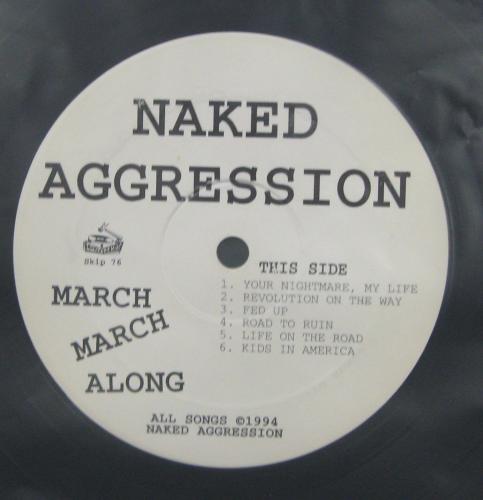 NAKED
AGGRESSION
Skip 76
THIS SIDE
1. YOUR NIGHTMARE, MY LIFE
2. REVOLUTION ON THE WAY
3. FED UP
4. ROAD TO RUIN
5. LIFE ON THE ROAD
6. KIDS IN AMERICA
MARCH
MARCH
ALONG
ALL SONGS ©1994
NAKED AGGRESSION